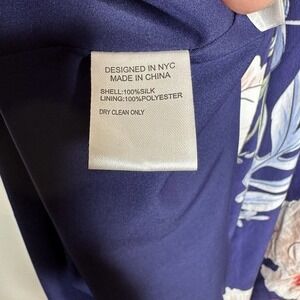 DESIGNED IN NYC
MADE IN CHINA
SHELL:100%SILK
LINING:100%POLYESTER
DRY CLEAN ONLY